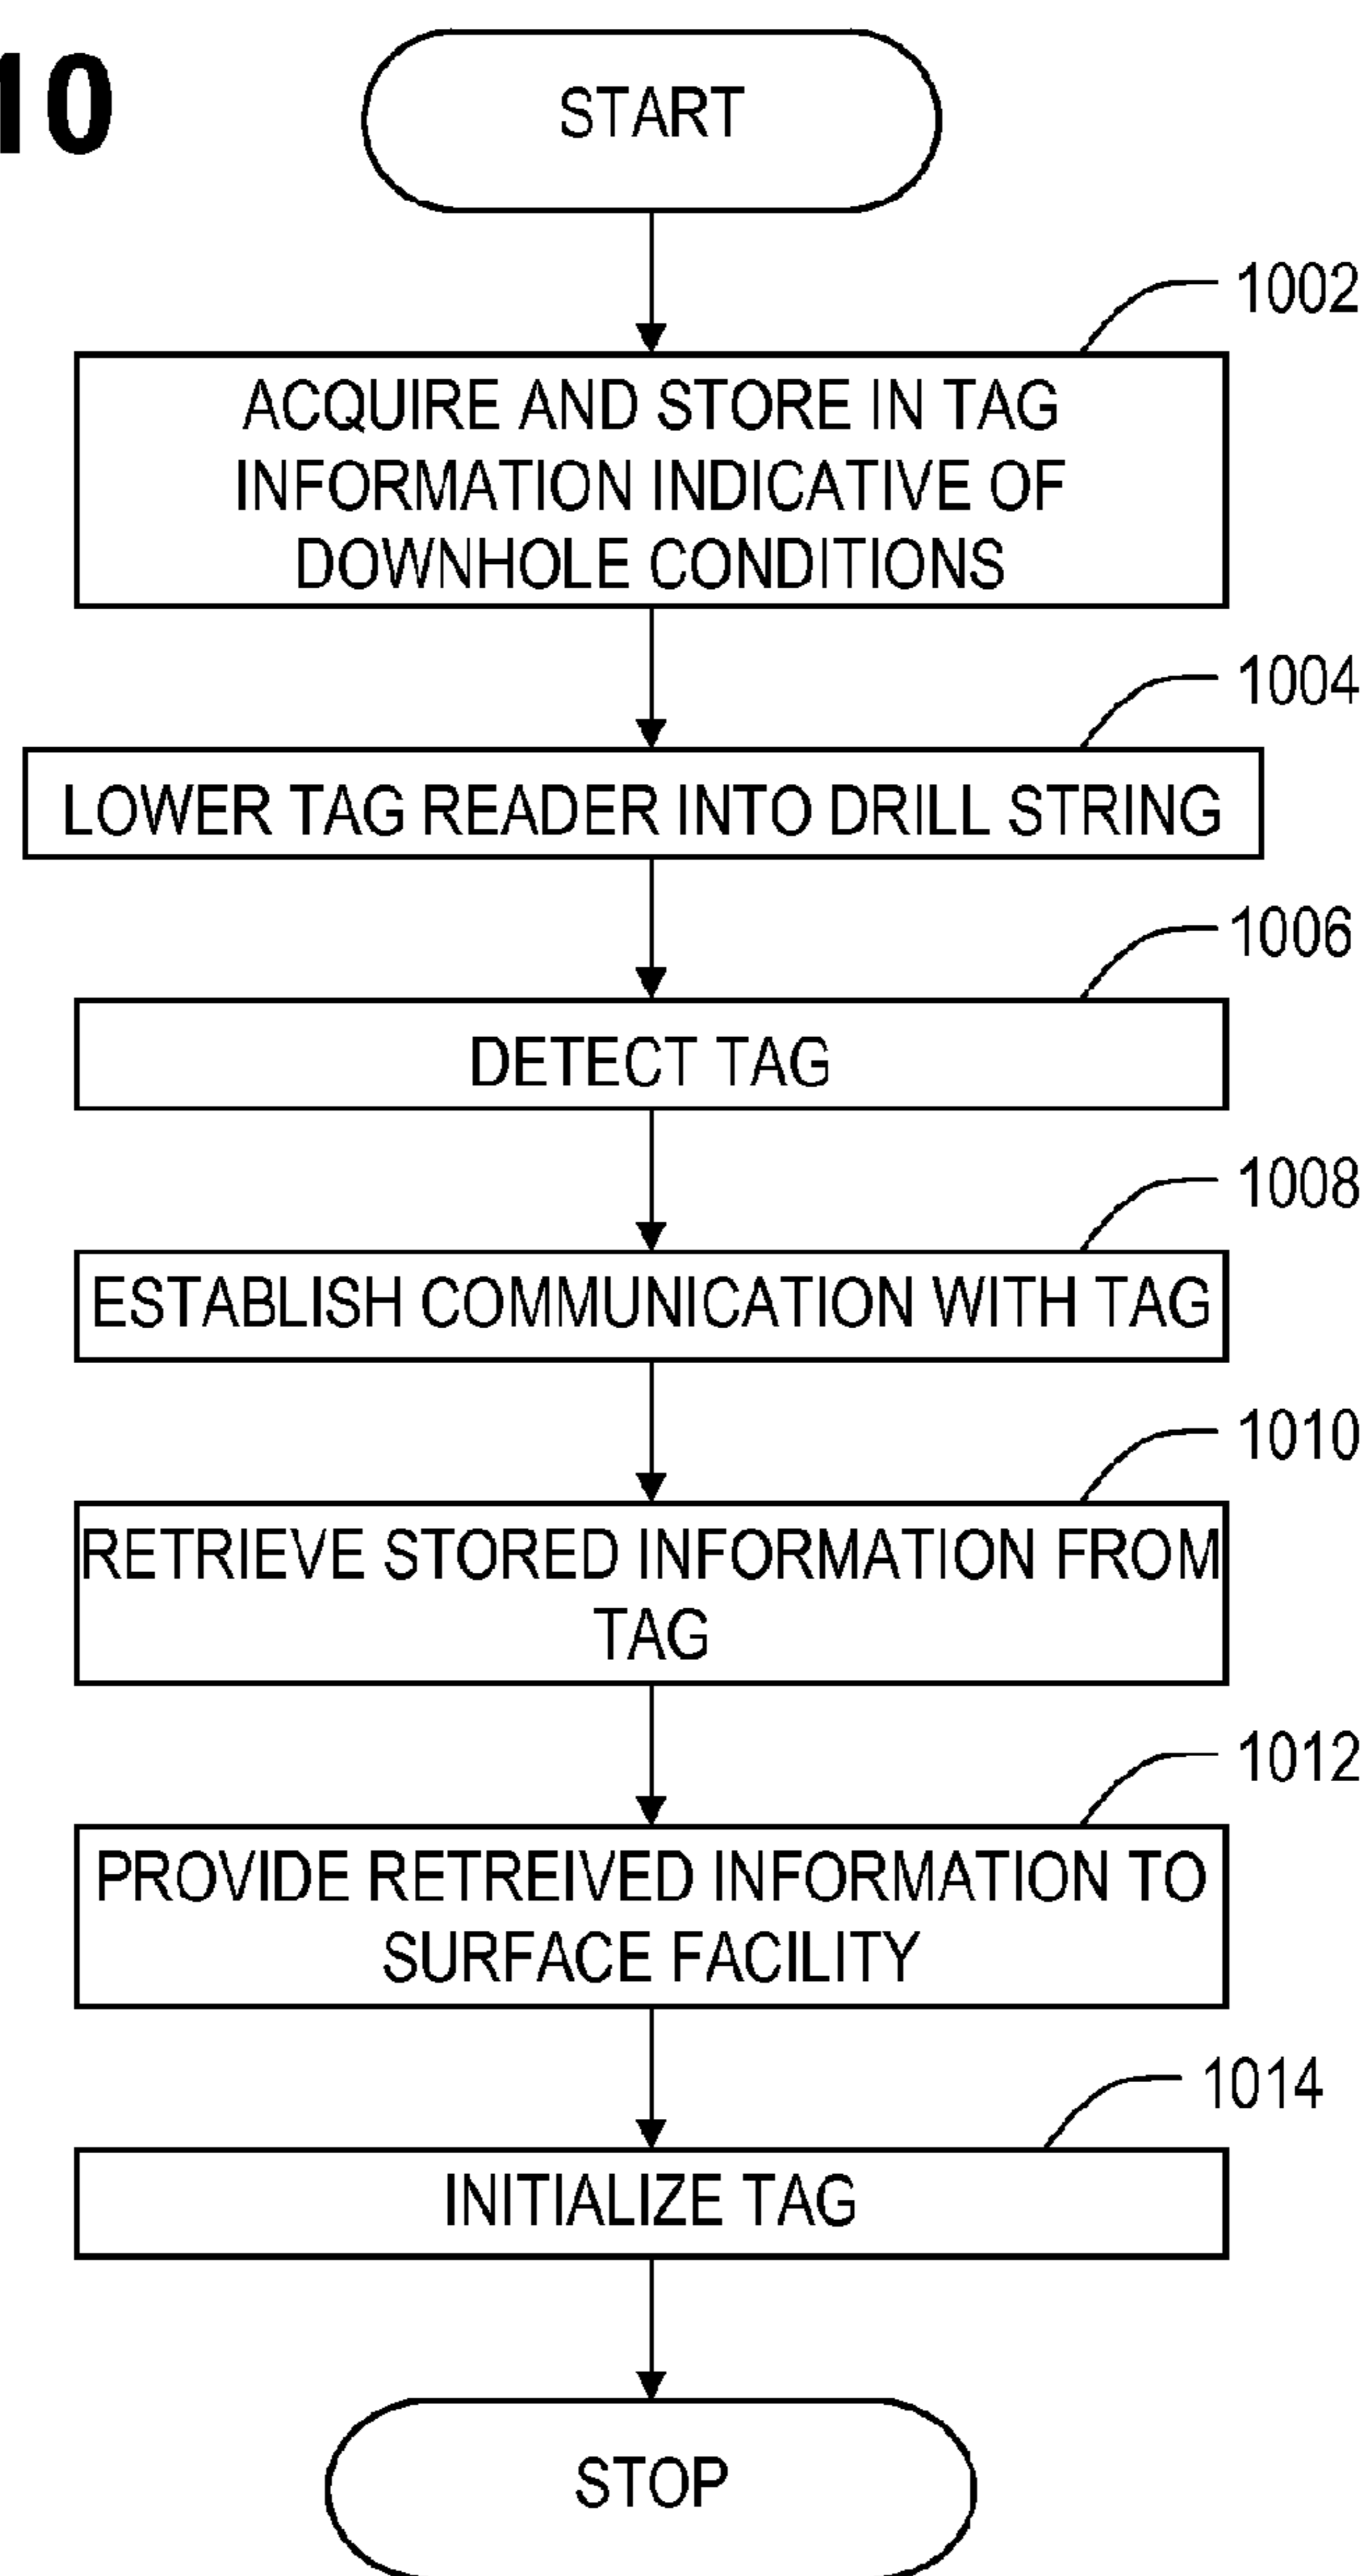 10
START
1002
ACQUIRE AND STORE IN TAG
INFORMATION INDICATIVE OF
DOWNHOLE CONDITIONS
1004
LOWER TAG READER INTO DRILL STRING
1006
DETECT TAG
1008
ESTABLISH COMMUNICATION WITH TAG
1010
RETRIEVE STORED INFORMATION FROM
TAG
1012
PROVIDE RETREIVED INFORMATION TO
SURFACE FACILITY
1014
INITIALIZE TAG
STOP